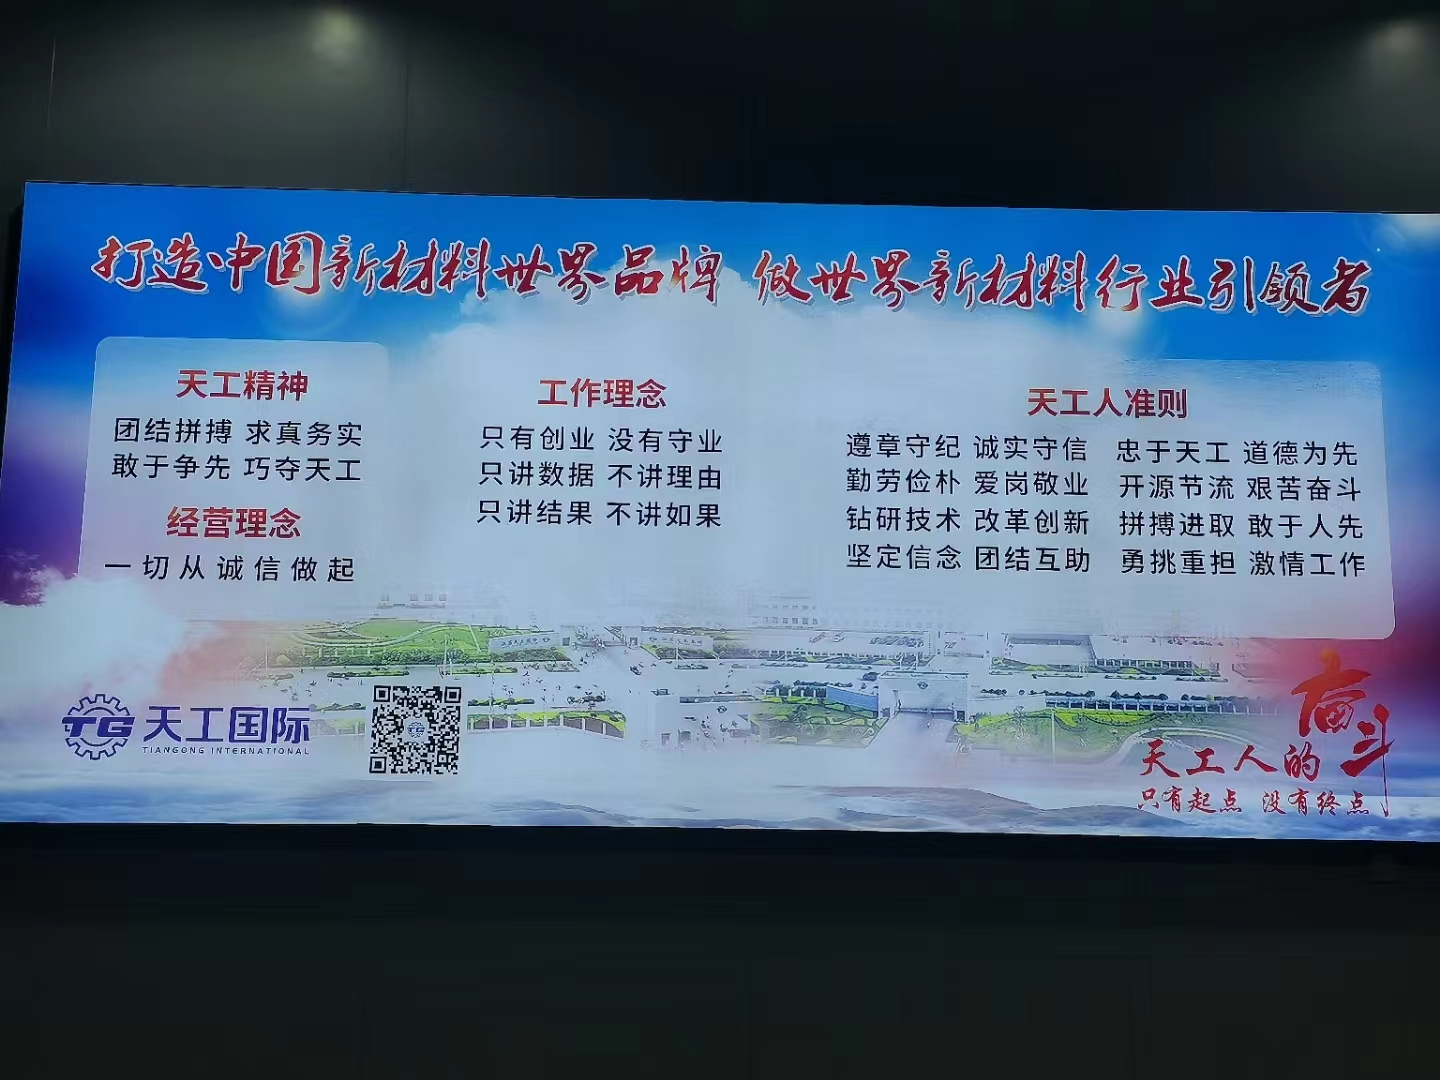 打造中国新材料世界品牌 做世界新材料行业引领者
天工精神
团结拼搏 求真务实
敢于争先 巧夺天工
经营理念
一切从诚信做起
工作理念
只有创业 没有守业
只讲数据 不讲理由
只讲结果 不讲如果
天工人准则
遵章守纪 诚实守信 忠于天工 道德为先
勤劳俭朴 爱岗敬业 开源节流 艰苦奋斗
钻研技术 改革创新 拼搏进取 敢于人先
坚定信念 团结互助 勇挑重担 激情工作
TG 天工国际
TIANGONG INTERNATIONAL
天工人的奋斗
只有起点 没有终点